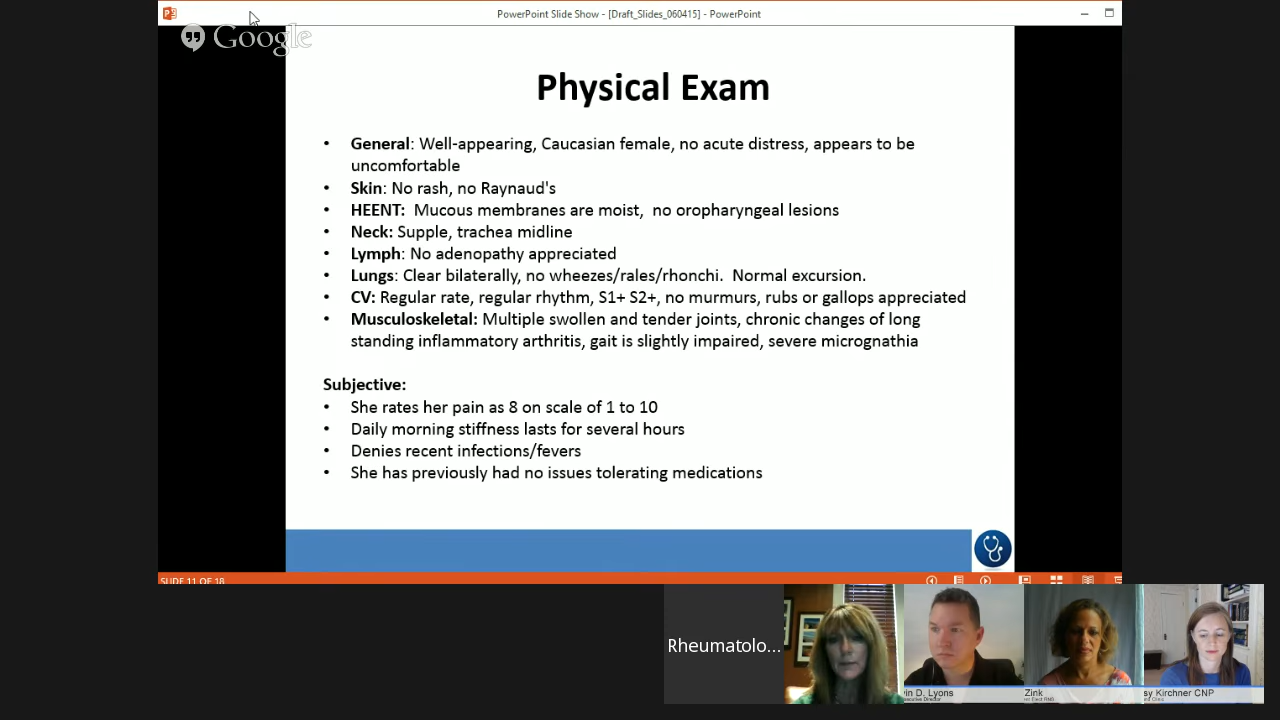 PowerPoint Slide Show - [Draft_Slides_060415] - PowerPoint
Google
Physical Exam
• General: Well-appearing, Caucasian female, no acute distress, appears to be
uncomfortable
• Skin: No rash, no Raynaud's
• HEENT: Mucous membranes are moist, no oropharyngeal lesions
• Neck: Supple, trachea midline
• Lymph: No adenopathy appreciated
• Lungs: Clear bilaterally, no wheezes/rales/rhonchi. Normal excursion.
• CV: Regular rate, regular rhythm, S1+ S2+, no murmurs, rubs or gallops appreciated
• Musculoskeletal: Multiple swollen and tender joints, chronic changes of long
standing inflammatory arthritis, gait is slightly impaired, severe micrognathia
Subjective:
• She rates her pain as 8 on scale of 1 to 10
• Daily morning stiffness lasts for several hours
• Denies recent infections/fevers
• She has previously had no issues tolerating medications
SLIDE 11 OF 18
Rheumatolo...
vin D. Lyons
Zink
sy Kirchner CNP